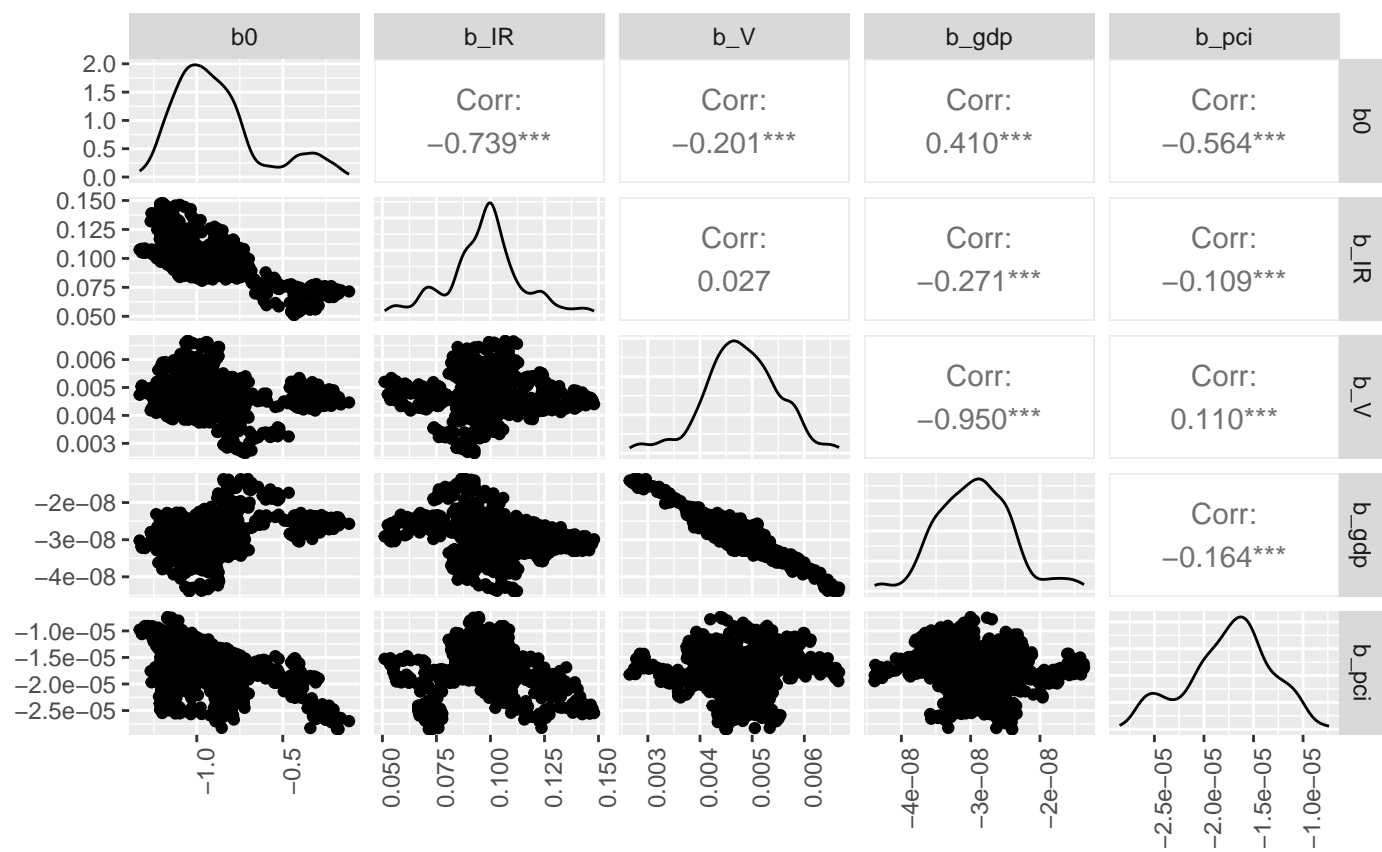 b0 b_IR b_V b_gdp b_pci
2.0
1.5
1.0
0.5
0.0
Corr:
−0.739***
Corr:
−0.201***
Corr:
0.410***
Corr:
−0.564***
b0
0.150
0.125
0.100
0.075
0.050
Corr:
0.027
Corr:
−0.271***
Corr:
−0.109***
b_IR
0.006
0.005
0.004
0.003
Corr:
−0.950***
Corr:
0.110***
b_V
−2e−08
−3e−08
−4e−08
Corr:
−0.164***
b_gdp
−1.0e−05
−1.5e−05
−2.0e−05
−2.5e−05
b_pci
−1.0
−0.5
0.050
0.075
0.100
0.125
0.150
0.003
0.004
0.005
0.006
−4e−08
−3e−08
−2e−08
−2.5e−05
−2.0e−05
−1.5e−05
−1.0e−05